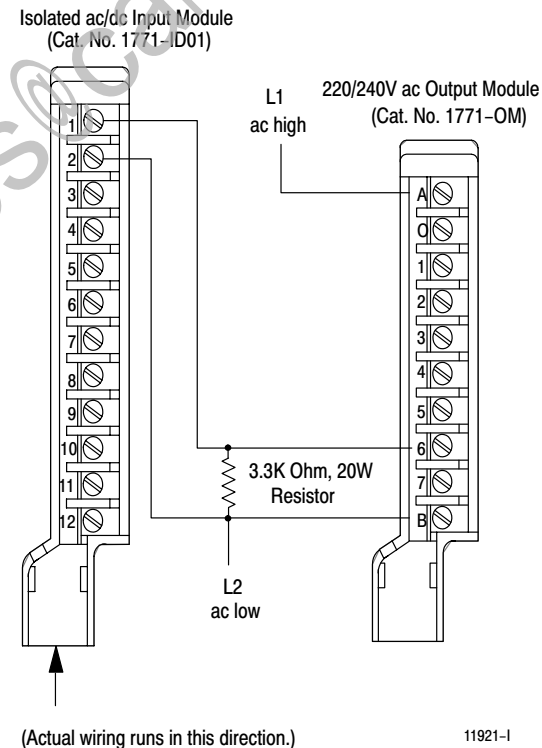 Isolated ac/dc Input Module
(Cat. No. 1771-ID01)
1
2
3
4
5
6
7
8
9
10
11
12
L1
ac high
220/240V ac Output Module
(Cat. No. 1771-OM)
A
O
1
2
3
4
5
6
7
B
3.3K Ohm, 20W
Resistor
L2
ac low
(Actual wiring runs in this direction.)
11921-I